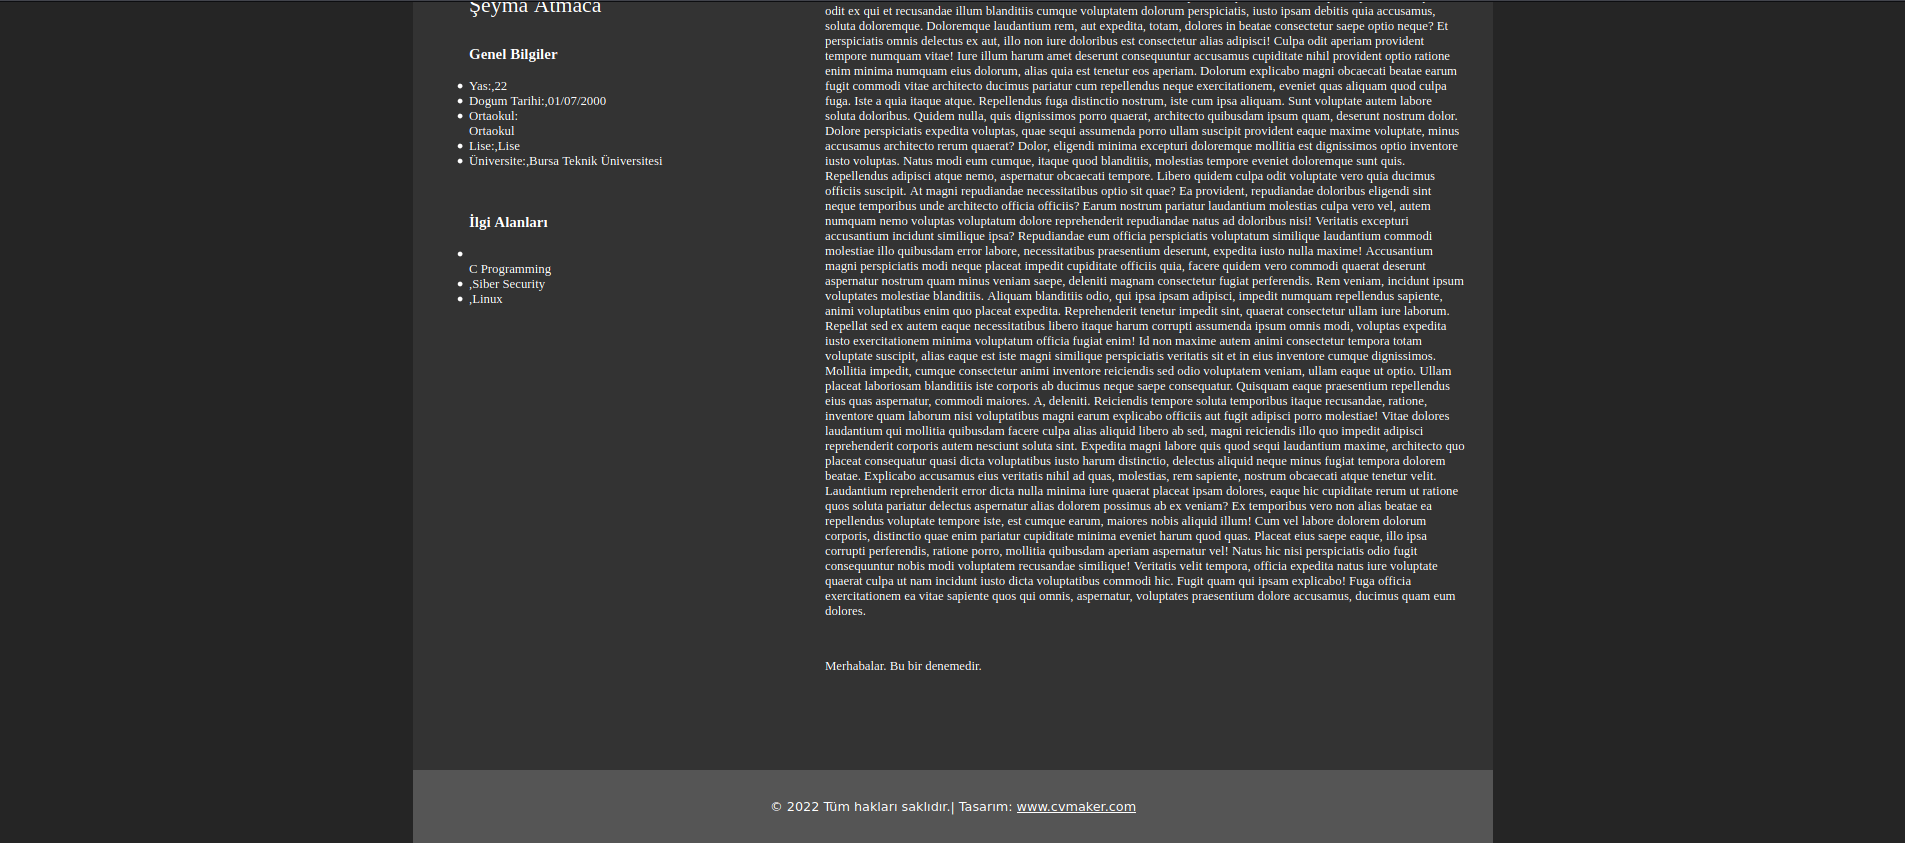 Şeyma Atmaca
Genel Bilgiler
Yas:,22
Dogum Tarihi:,01/07/2000
Ortaokul:
Ortaokul
Lise:,Lise
Üniversite:,Bursa Teknik Üniversitesi
İlgi Alanları
C Programming
,Siber Security
,Linux
odit ex qui et recusandae illum blanditiis cumque voluptatem dolorum perspiciatis, iusto ipsam debitis quia accusamus,
soluta doloremque. Doloremque laudantium rem, aut expedita, totam, dolores in beatae consectetur saepe optio neque? Et
perspiciatis omnis delectus ex aut, illo non iure doloribus est consectetur alias adipisci! Culpa odit aperiam provident
tempore numquam vitae! Iure illum harum amet deserunt consequuntur accusamus cupiditate nihil provident optio ratione
enim minima numquam eius dolorum, alias quia est tenetur eos aperiam. Dolorum explicabo magni obcaecati beatae earum
fugit commodi vitae architecto ducimus pariatur cum repellendus neque exercitationem, eveniet quas aliquam quod culpa
fuga. Iste a quia itaque atque. Repellendus fuga distinctio nostrum, iste cum ipsa aliquam. Sunt voluptate autem labore
soluta doloribus. Quidem nulla, quis dignissimos porro quaerat, architecto quibusdam ipsum quam, deserunt nostrum dolor.
Dolore perspiciatis expedita voluptas, quae sequi assumenda porro ullam suscipit provident eaque maxime voluptate, minus
accusamus architecto rerum quaerat? Dolor, eligendi minima excepturi doloremque mollitia est dignissimos optio inventore
iusto voluptas. Natus modi eum cumque, itaque quod blanditiis, molestias tempore eveniet doloremque sunt quis.
Repellendus adipisci atque nemo, aspernatur obcaecati tempore. Libero quidem culpa odit voluptate vero quia ducimus
officiis suscipit. At magni repudiandae necessitatibus optio sit quae? Ea provident, repudiandae doloribus eligendi sint
neque temporibus unde architecto officia officiis? Earum nostrum pariatur laudantium molestias culpa vero vel, autem
numquam nemo voluptas voluptatum dolore reprehenderit repudiandae natus ad doloribus nisi! Veritatis excepturi
accusantium incidunt similique ipsa? Repudiandae eum officia perspiciatis voluptatum similique laudantium commodi
molestiae illo quibusdam error labore, necessitatibus praesentium deserunt, expedita iusto nulla maxime! Accusantium
magni perspiciatis modi neque placeat impedit cupiditate officiis quia, facere quidem vero commodi quaerat deserunt
aspernatur nostrum quam minus veniam saepe, deleniti magnam consectetur fugiat perferendis. Rem veniam, incidunt ipsum
voluptates molestiae blanditiis. Aliquam blanditiis odio, qui ipsa ipsam adipisci, impedit numquam repellendus sapiente,
animi voluptatibus enim quo placeat expedita. Reprehenderit tenetur impedit sint, quaerat consectetur ullam iure laborum.
Repellat sed ex autem eaque necessitatibus libero itaque harum corrupti assumenda ipsum omnis modi, voluptas expedita
iusto exercitationem minima voluptatum officia fugiat enim! Id non maxime autem animi consectetur tempora totam
voluptate suscipit, alias eaque est iste magni similique perspiciatis veritatis sit et in eius inventore cumque dignissimos.
Mollitia impedit, cumque consectetur animi inventore reiciendis sed odio voluptatem veniam, ullam eaque ut optio. Ullam
placeat laboriosam blanditiis iste corporis ab ducimus neque saepe consequatur. Quisquam eaque praesentium repellendus
eius quas aspernatur, commodi maiores. A, deleniti. Reiciendis tempore soluta temporibus itaque recusandae, ratione,
inventore quam laborum nisi voluptatibus magni earum explicabo officiis aut fugit adipisci porro molestiae! Vitae dolores
laudantium qui mollitia quibusdam facere culpa alias aliquid libero ab sed, magni reiciendis illo quo impedit adipisci
reprehenderit corporis autem nesciunt soluta sint. Expedita magni labore quis quod sequi laudantium maxime, architecto quo
placeat consequatur quasi dicta voluptatibus iusto harum distinctio, delectus aliquid neque minus fugiat tempora dolorem
beatae. Explicabo accusamus eius veritatis nihil ad quas, molestias, rem sapiente, nostrum obcaecati atque tenetur velit.
Laudantium reprehenderit error dicta nulla minima iure quaerat placeat ipsam dolores, eaque hic cupiditate rerum ut ratione
quos soluta pariatur delectus aspernatur alias dolorem possimus ab ex veniam? Ex temporibus vero non alias beatae ea
repellendus voluptate tempore iste, est cumque earum, maiores nobis aliquid illum! Cum vel labore dolorem dolorum
corporis, distinctio quae enim pariatur cupiditate minima eveniet harum quod quas. Placeat eius saepe eaque, illo ipsa
corrupti perferendis, ratione porro, mollitia quibusdam aperiam aspernatur vel! Natus hic nisi perspiciatis odio fugit
consequuntur nobis modi voluptatem recusandae similique! Veritatis velit tempora, officia expedita natus iure voluptate
quaerat culpa ut nam incidunt iusto dicta voluptatibus commodi hic. Fugit quam qui ipsam explicabo! Fuga officia
exercitationem ea vitae sapiente quos qui omnis, aspernatur, voluptates praesentium dolore accusamus, ducimus quam eum
dolores.
Merhabalar. Bu bir denemedir.
© 2022 Tüm hakları saklıdır.| Tasarım: www.cvmaker.com